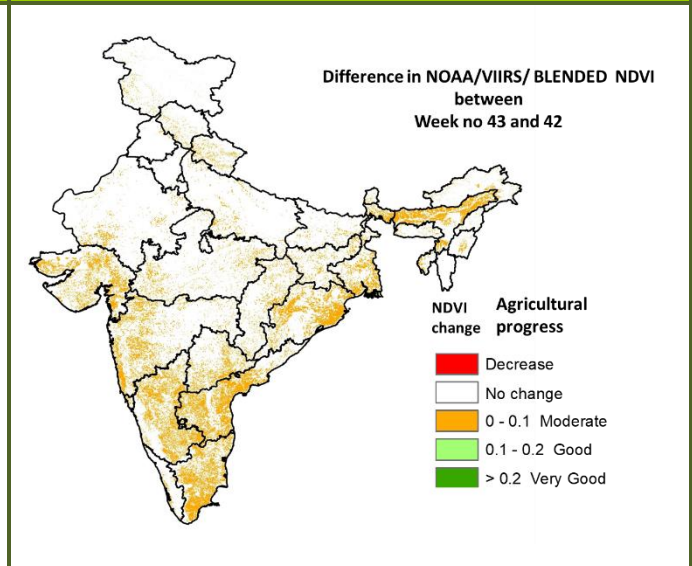 Difference in NOAA/VIIRS/ BLENDED NDVI
between
Week no 43 and 42
NDVI
change
Agricultural
progress
Decrease
No change
0 - 0.1 Moderate
0.1 - 0.2 Good
> 0.2 Very Good